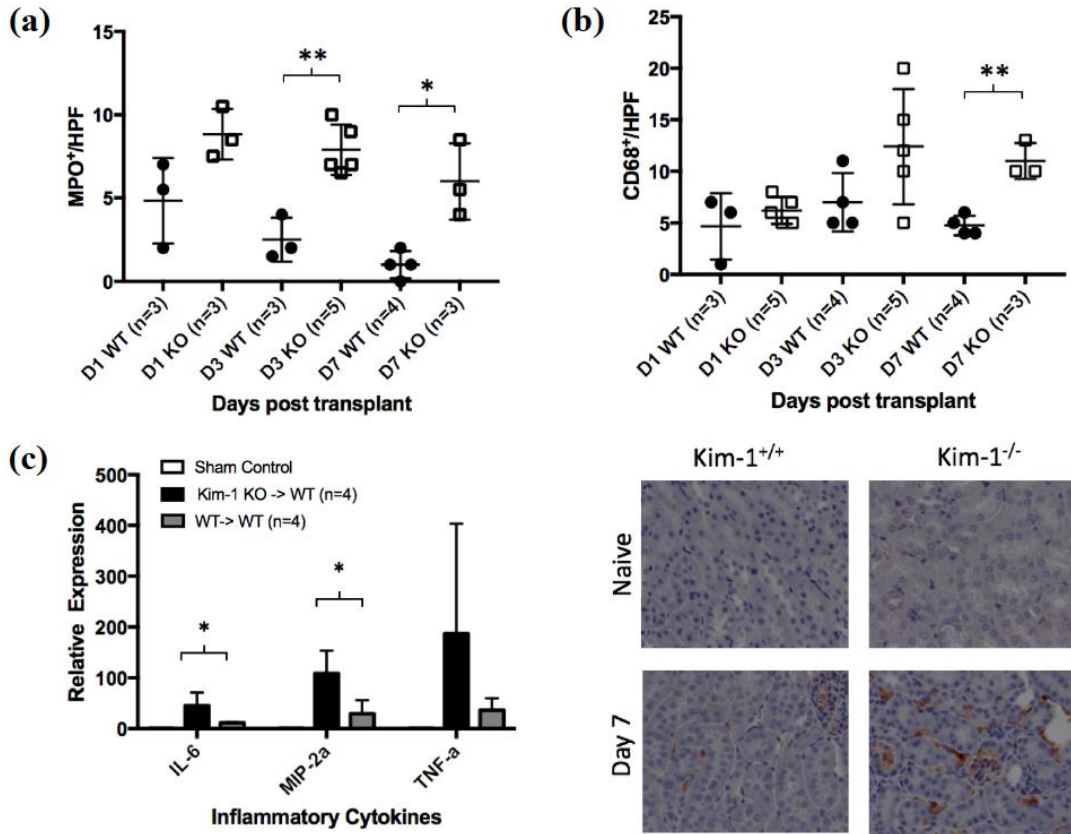 (a)
15
10
5
0
MPO⁺/HPF
**
*
D1 WT (n=3)
D1 KO (n=3)
D3 WT (n=3)
D3 KO (n=5)
D7 WT (n=4)
D7 KO (n=3)
Days post transplant
(b)
25
20
15
10
5
0
CD68⁺/HPF
**
D1 WT (n=3)
D1 KO (n=5)
D3 WT (n=4)
D3 KO (n=5)
D7 WT (n=4)
D7 KO (n=3)
Days post transplant
(c)
Sham Control
Kim-1 KO -> WT (n=4)
WT-> WT (n=4)
500
400
300
200
100
0
Relative Expression
*
*
IL-6
MIP-2a
TNF-a
Inflammatory Cytokines
Kim-1⁺/⁺
Kim-1⁻/⁻
Naive
Day 7